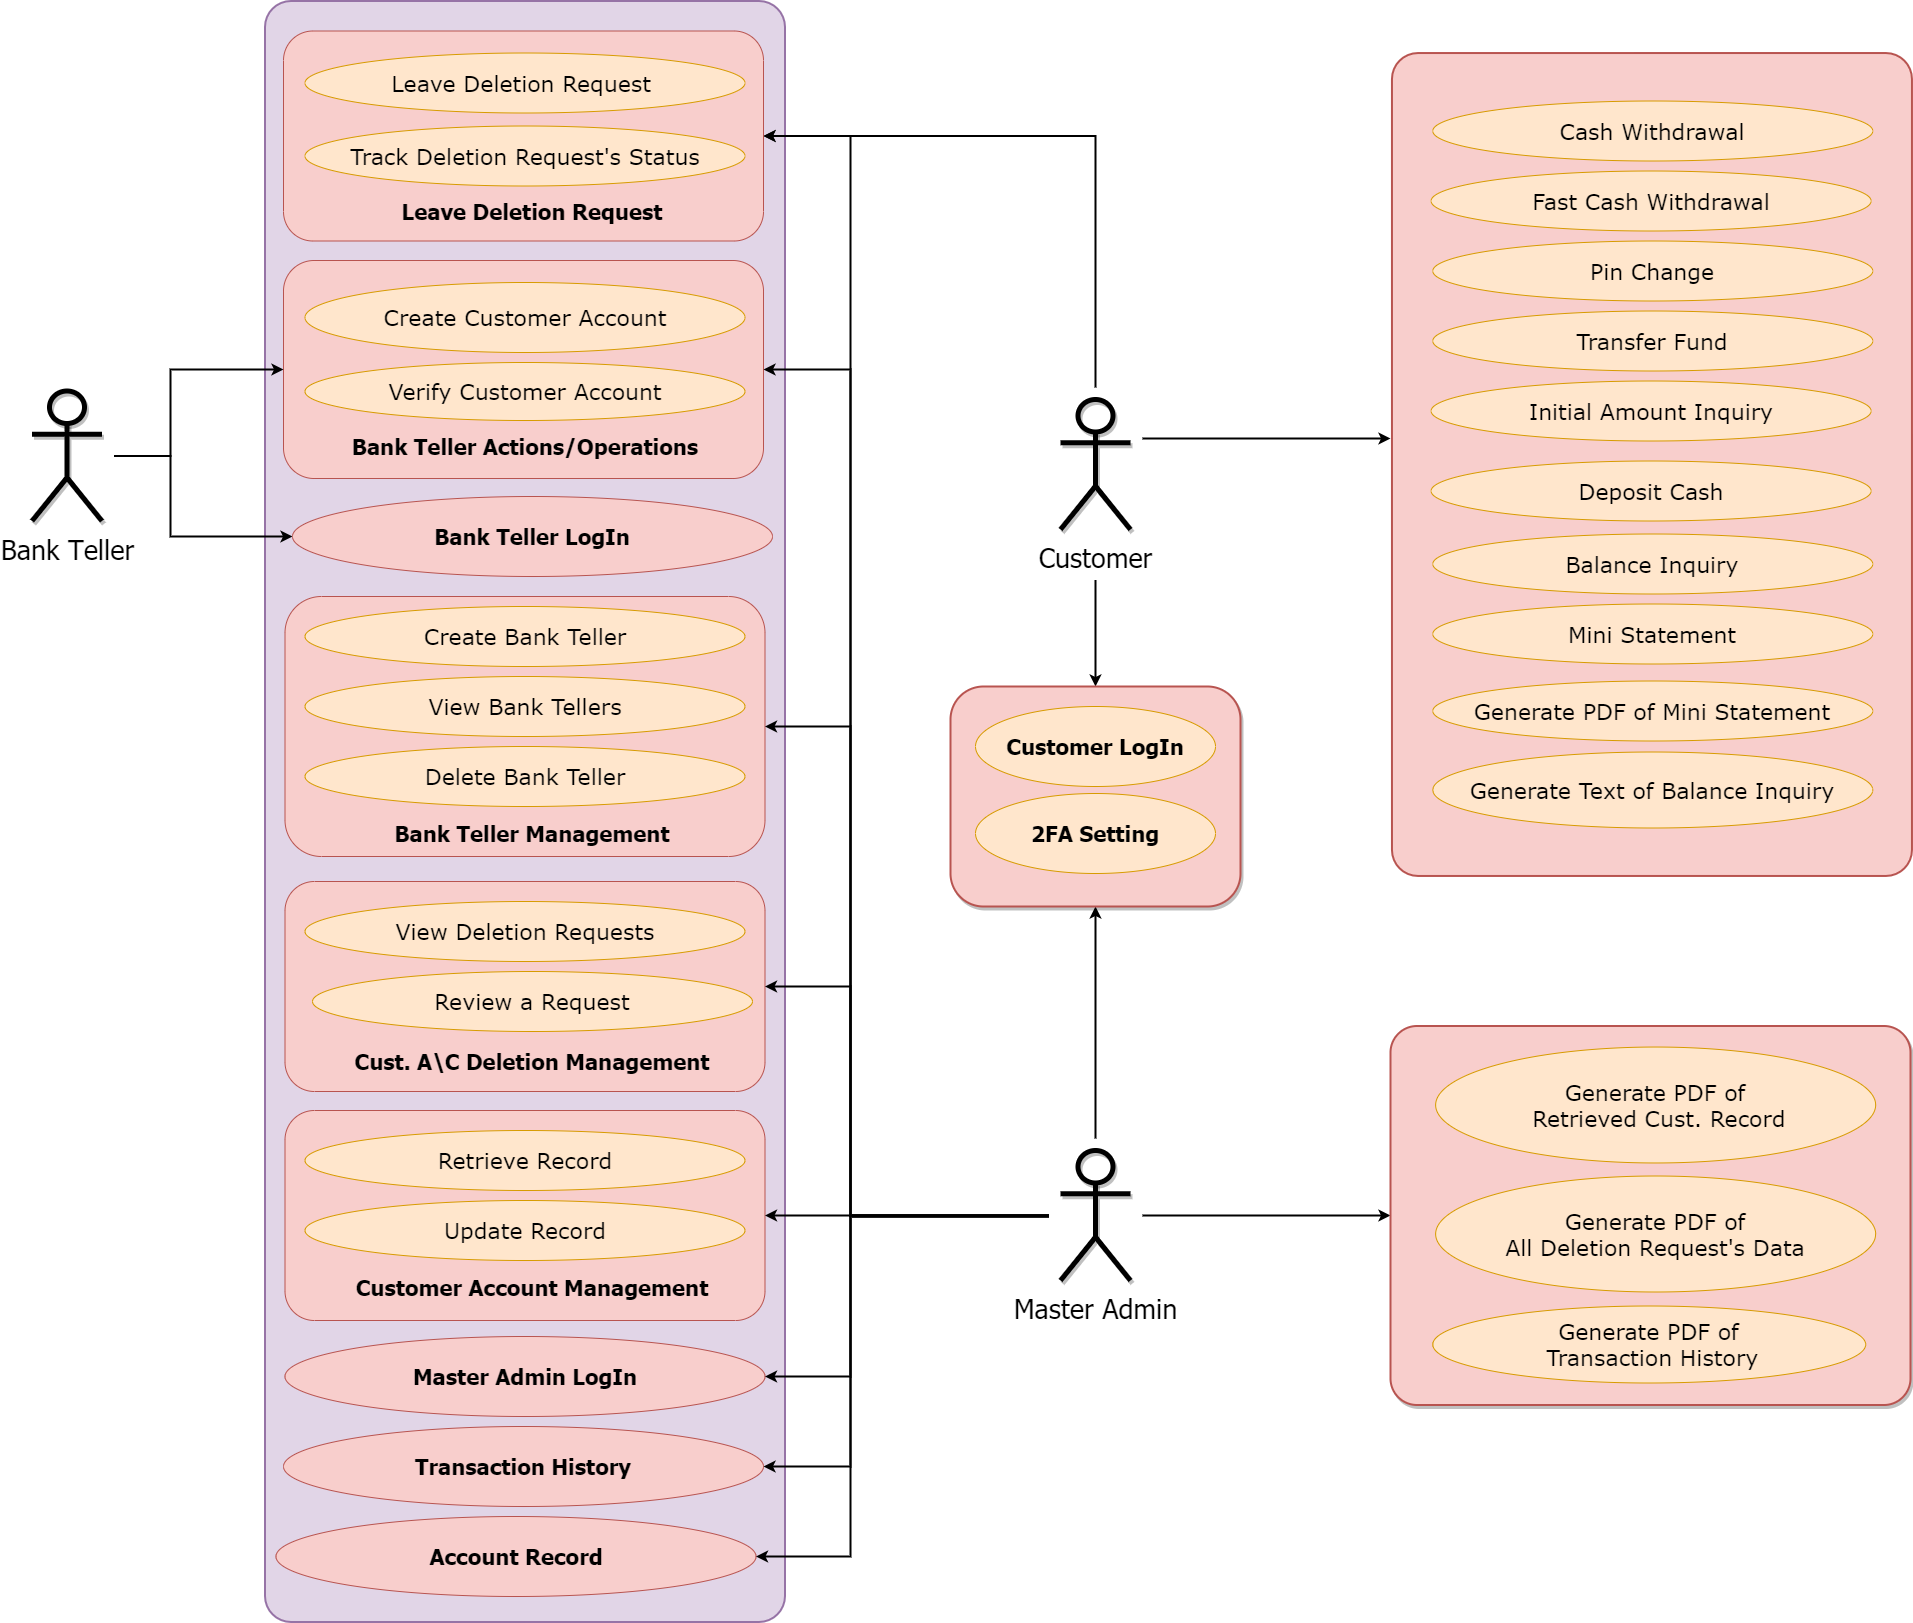 Leave Deletion Request
Track Deletion Request's Status
Leave Deletion Request
Create Customer Account
Verify Customer Account
Bank Teller Actions/Operations
Bank Teller LogIn
Bank Teller
Create Bank Teller
View Bank Tellers
Delete Bank Teller
Bank Teller Management
View Deletion Requests
Review a Request
Cust. A\C Deletion Management
Retrieve Record
Update Record
Customer Account Management
Master Admin LogIn
Transaction History
Account Record
Customer
Customer LogIn
2FA Setting
Master Admin
Cash Withdrawal
Fast Cash Withdrawal
Pin Change
Transfer Fund
Initial Amount Inquiry
Deposit Cash
Balance Inquiry
Mini Statement
Generate PDF of Mini Statement
Generate Text of Balance Inquiry
Generate PDF of
Retrieved Cust. Record
Generate PDF of
All Deletion Request's Data
Generate PDF of
Transaction History